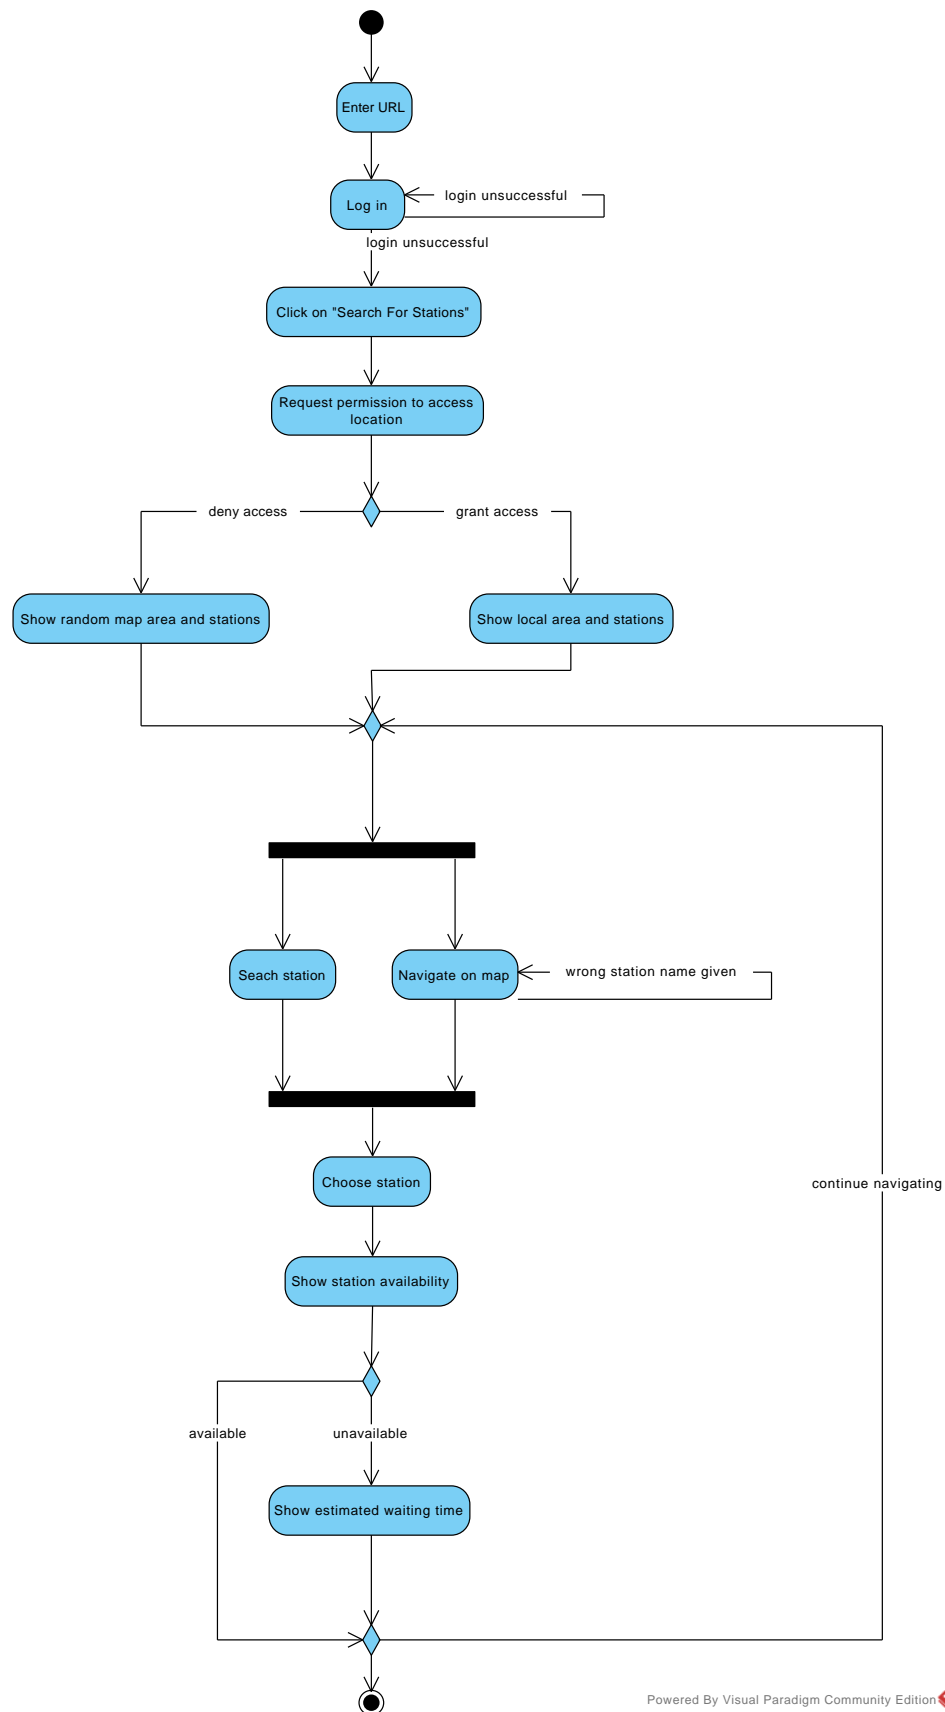 Enter URL
Log in
login unsuccessful
login unsuccessful
Click on "Search For Stations"
Request permission to access
location
deny access
grant access
Show random map area and stations
Show local area and stations
Seach station
Navigate on map
wrong station name given
Choose station
continue navigating
Show station availability
available
unavailable
Show estimated waiting time
Powered By Visual Paradigm Community Edition